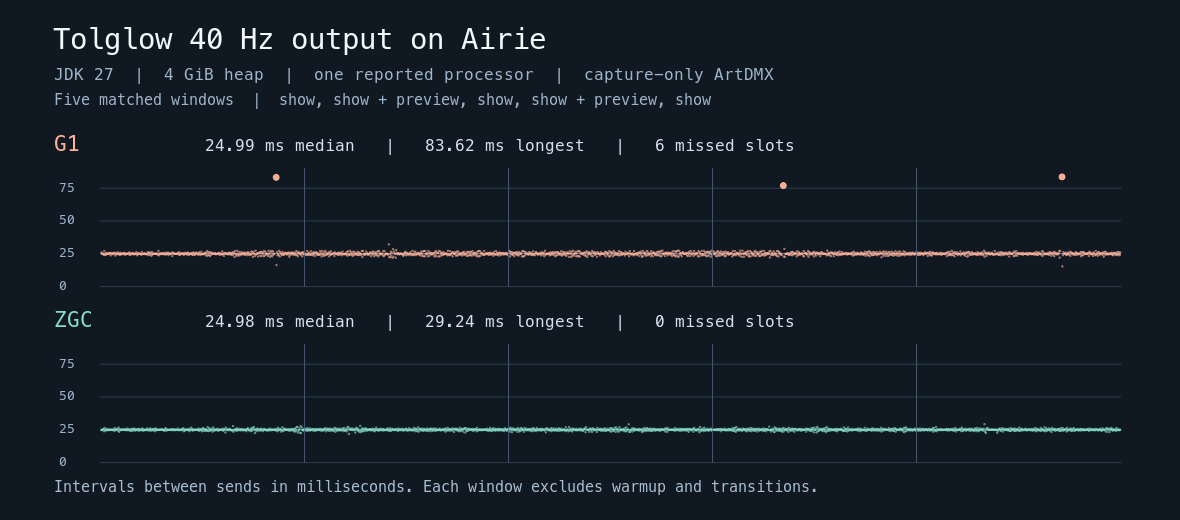 Tolglow 40 Hz output on Airie
JDK 27 | 4 GiB heap | one reported processor | capture−only ArtDMX
Five matched windows | show, show + preview, show, show + preview, show
G1 24.99 ms median | 83.62 ms longest | 6 missed slots
75
50
25
0
ZGC 24.98 ms median | 29.24 ms longest | 0 missed slots
75
50
25
0
Intervals between sends in milliseconds. Each window excludes warmup and transitions.